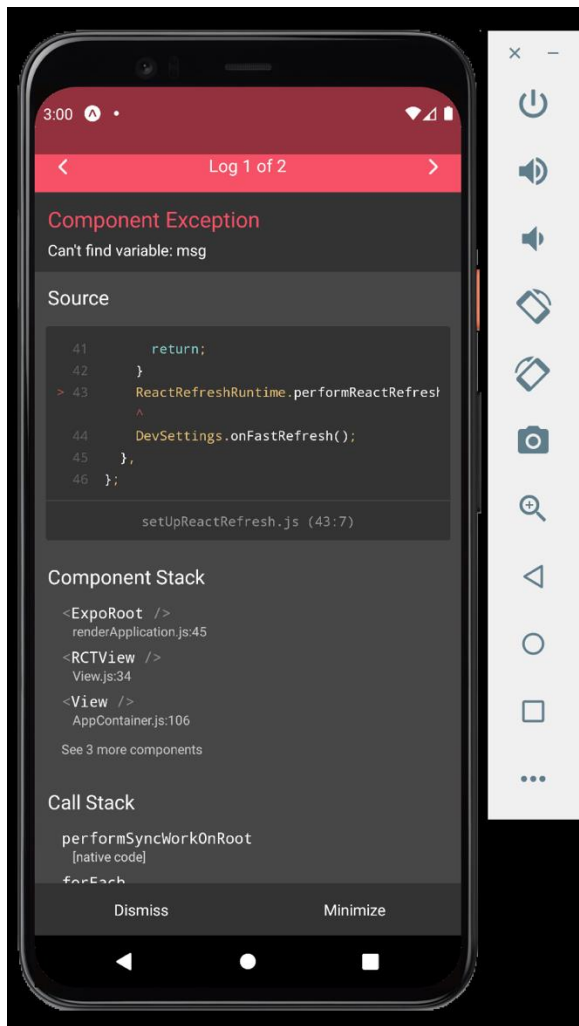 3:00
Log 1 of 2
Component Exception
Can't find variable: msg
Source
41 return;
42 }
> 43 ReactRefreshRuntime.performReactRefresh
^
44 DevSettings.onFastRefresh();
45 },
46 };
setUpReactRefresh.js (43:7)
Component Stack
<ExpoRoot />
renderApplication.js:45
<RCTView />
View.js:34
<View />
AppContainer.js:106
See 3 more components
Call Stack
performSyncWorkOnRoot
[native code]
forEach
Dismiss Minimize